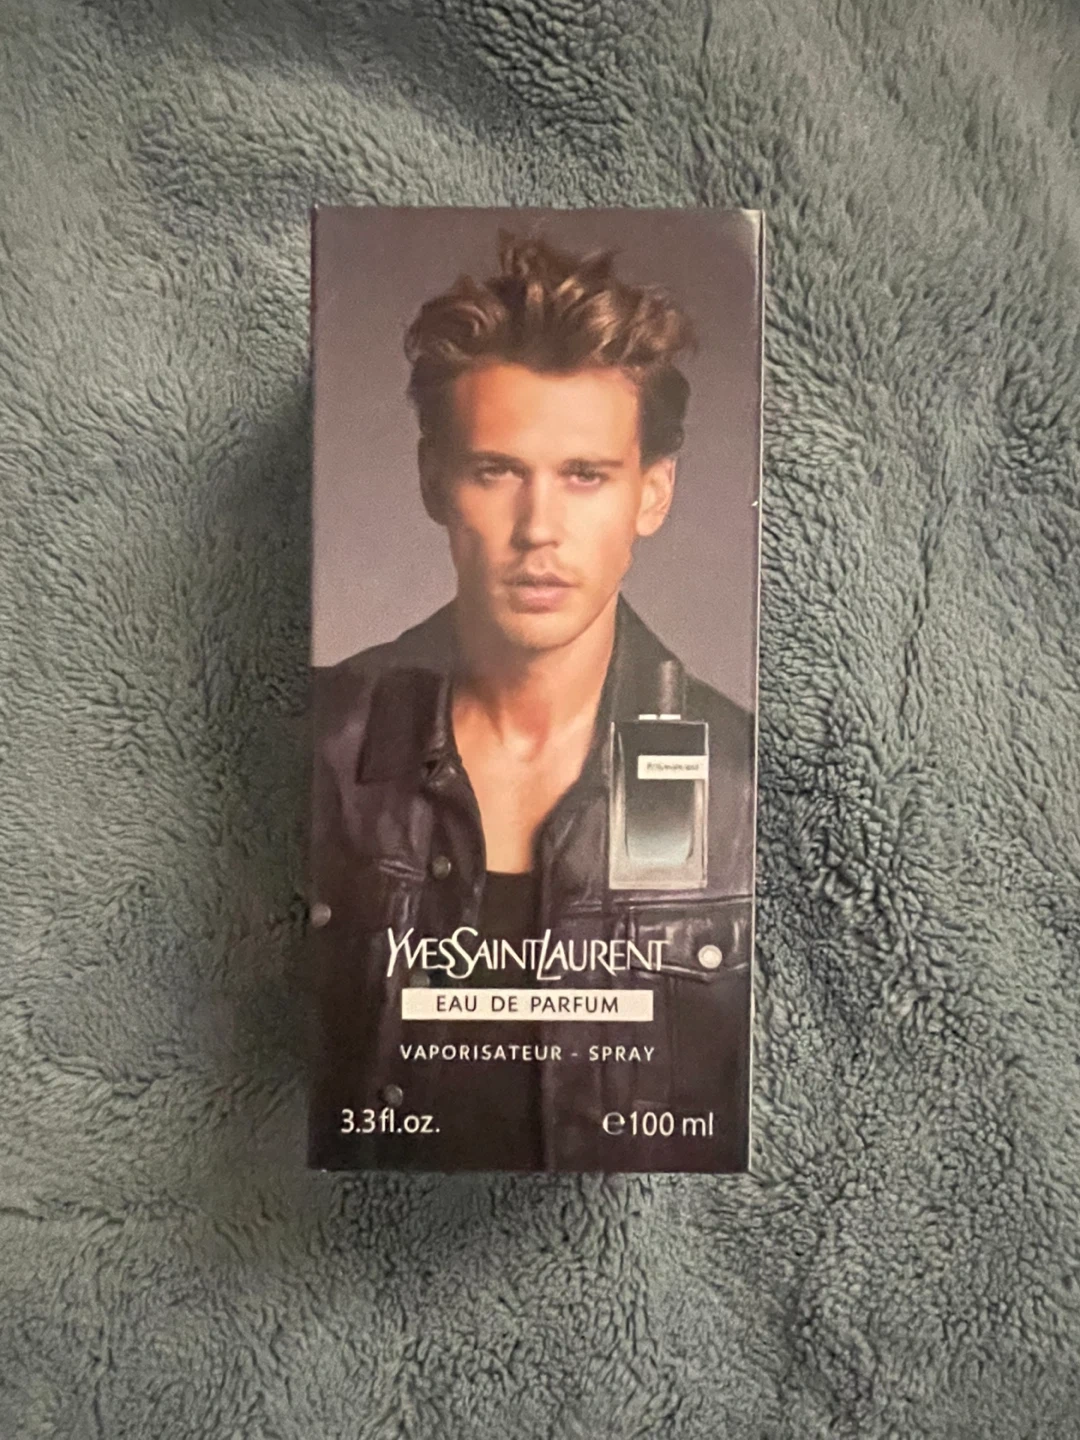 YVESSAINTLAURENT
EAU DE PARFUM
VAPORISATEUR - SPRAY
3.3fl.oz. ℮100 ml